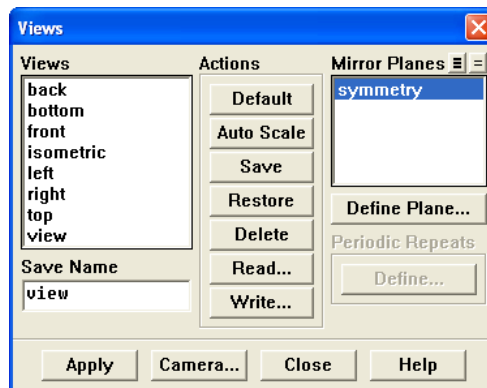 Views
Views
back
bottom
front
isometric
left
right
top
view
Save Name
view
Actions
Default
Auto Scale
Save
Restore
Delete
Read...
Write...
Mirror Planes
symmetry
Define Plane...
Periodic Repeats
Define...
Apply
Camera...
Close
Help